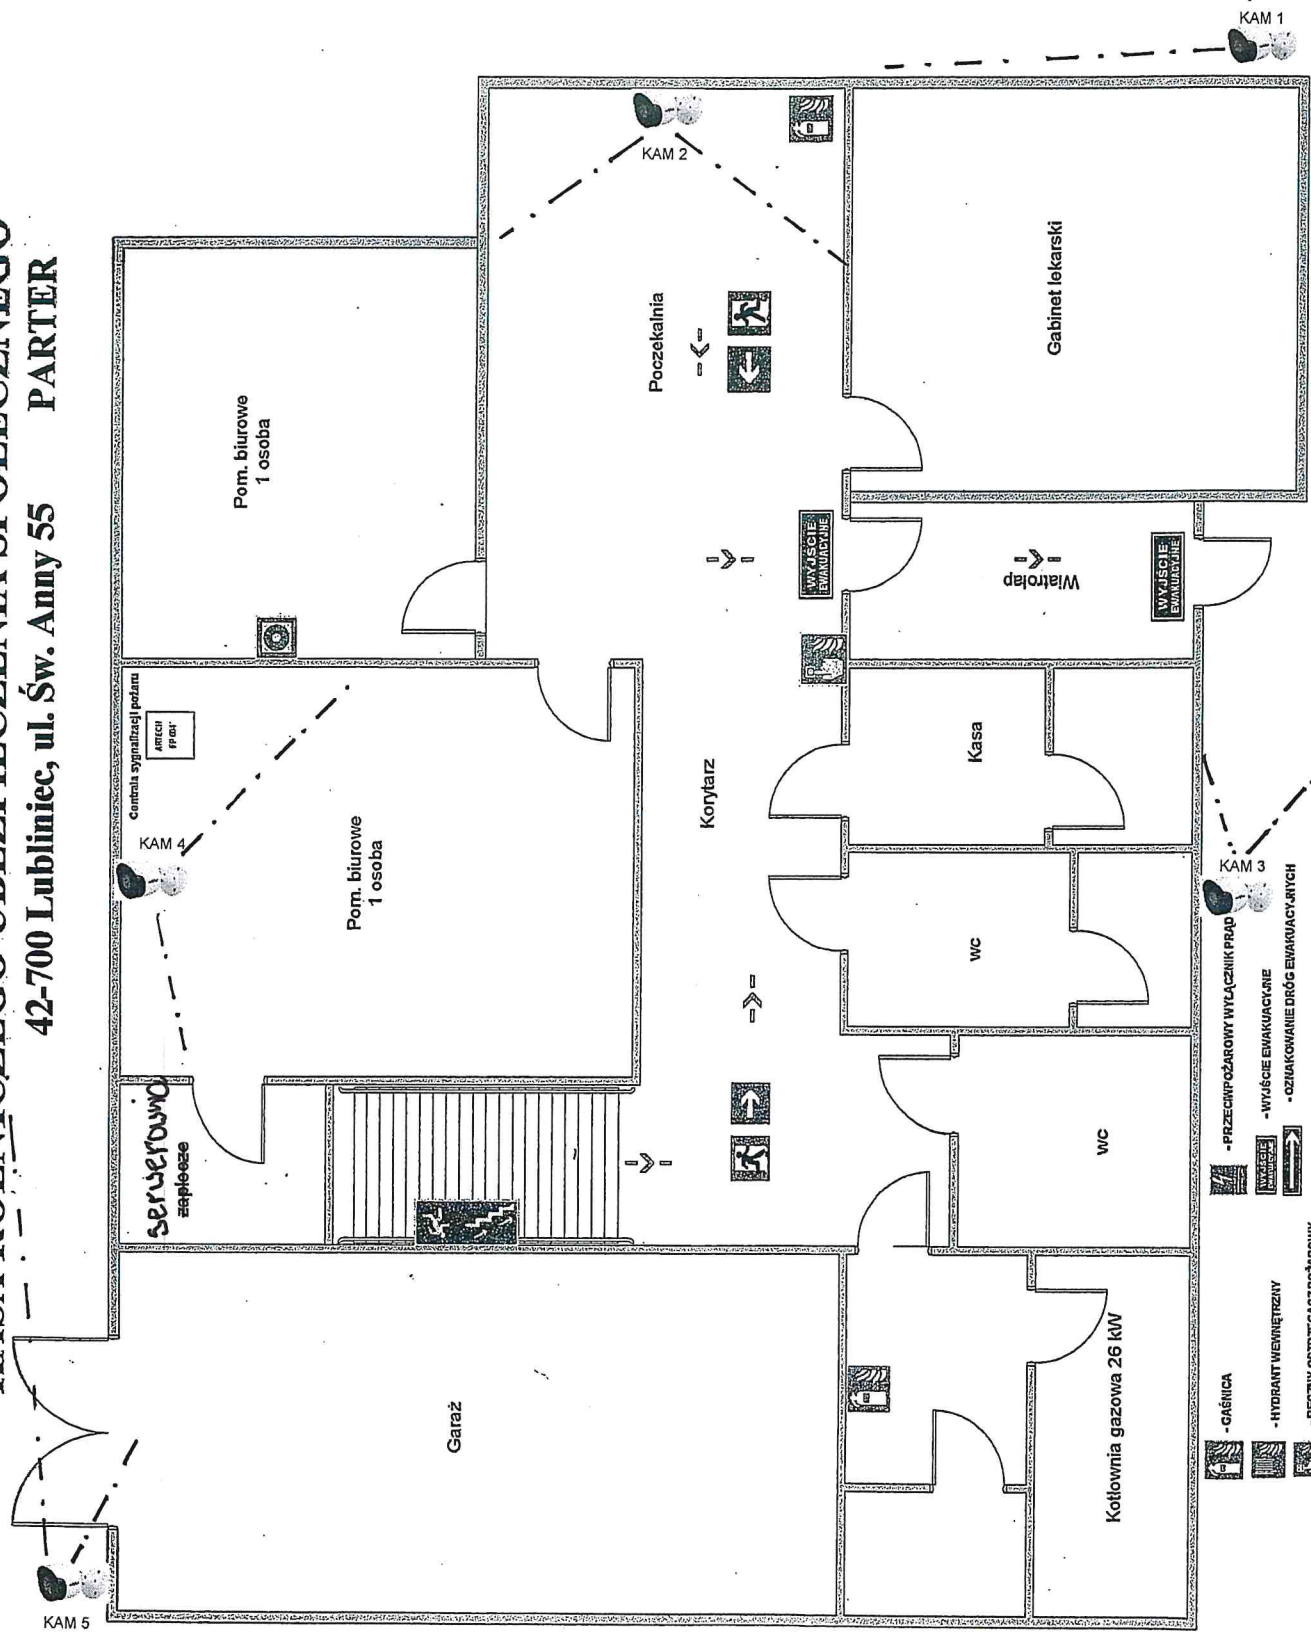 42-700 Lubliniec, ul. Św. Anny 55 PARTER
KAM 1
KAM 2
KAM 3
KAM 4
KAM 5
Pom. biurowe
1 osoba
Poczekalnia
Gabinet lekarski
WYJŚCIE
EWAKUACYJNE
Wiatrołap
WYJŚCIE
EWAKUACYJNE
Centrala sygnalizacji pożaru
ARTECH
Pom. biurowe
1 osoba
Korytarz
Kasa
wc
wc
serwerownia
zaplecze
Garaż
Kotłownia gazowa 26 kW
- GAŚNICA
- HYDRANT WEWNĘTRZNY
- PRZECIWPOŻAROWY WYŁĄCZNIK PRĄD
- WYJŚCIE EWAKUACYJNE
- OZNAKOWANIE DRÓG EWAKUACYJNYCH